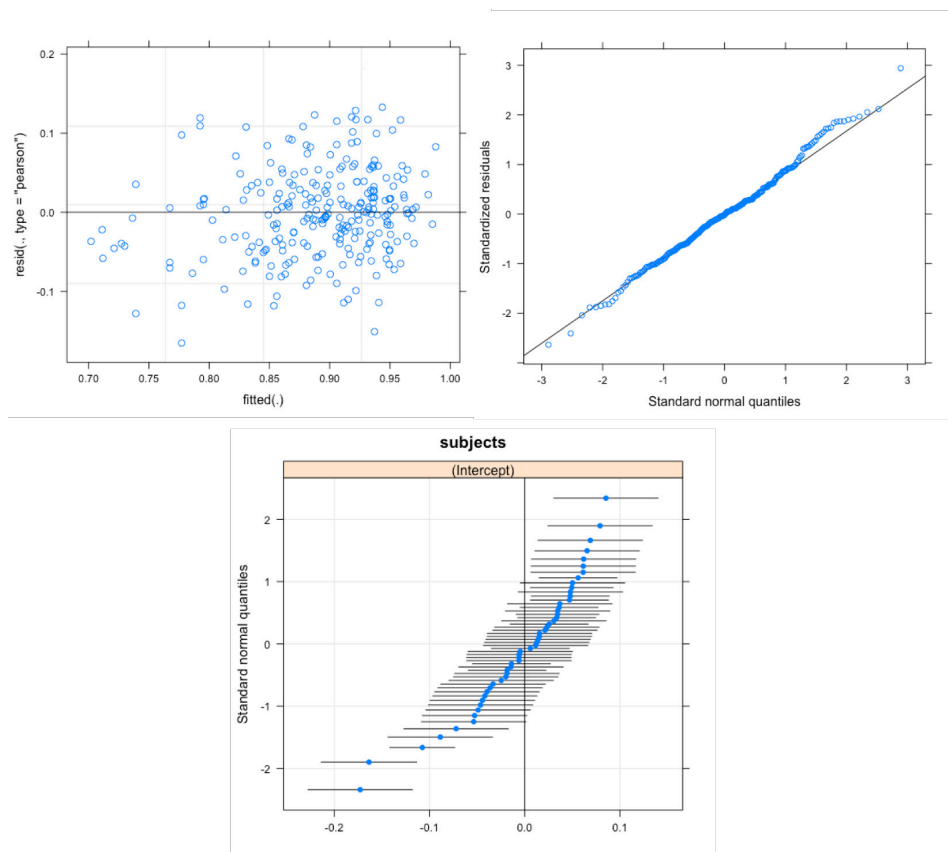 resid(., type = "pearson")
0.2
0.1
0.0
-0.1
0.70 0.75 0.80 0.85 0.90 0.95 1.00
fitted(.)
Standardized residuals
3
2
1
0
-1
-2
-3 -2 -1 0 1 2 3
Standard normal quantiles
subjects
(Intercept)
Standard normal quantiles
2
1
0
-1
-2
-0.2 -0.1 0.0 0.1